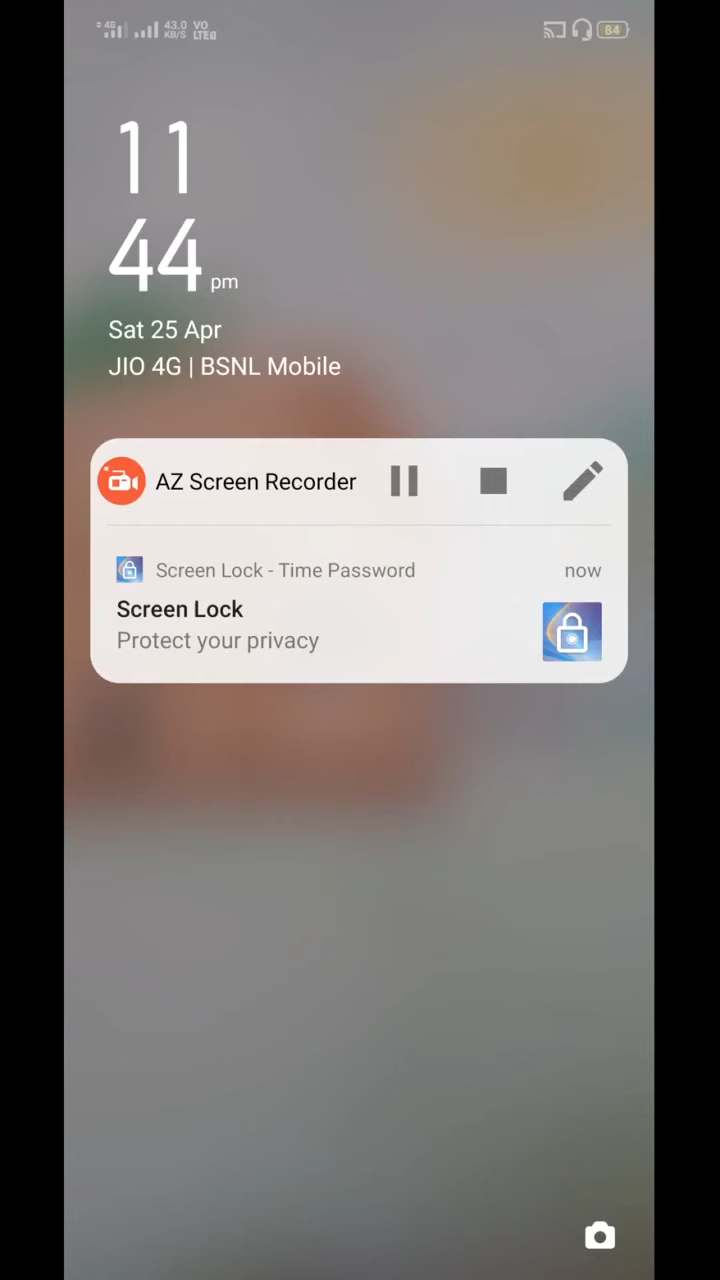 4G 43.0 KB/S VO LTE 84
11
44 pm
Sat 25 Apr
JIO 4G | BSNL Mobile
AZ Screen Recorder
Screen Lock - Time Password now
Screen Lock
Protect your privacy